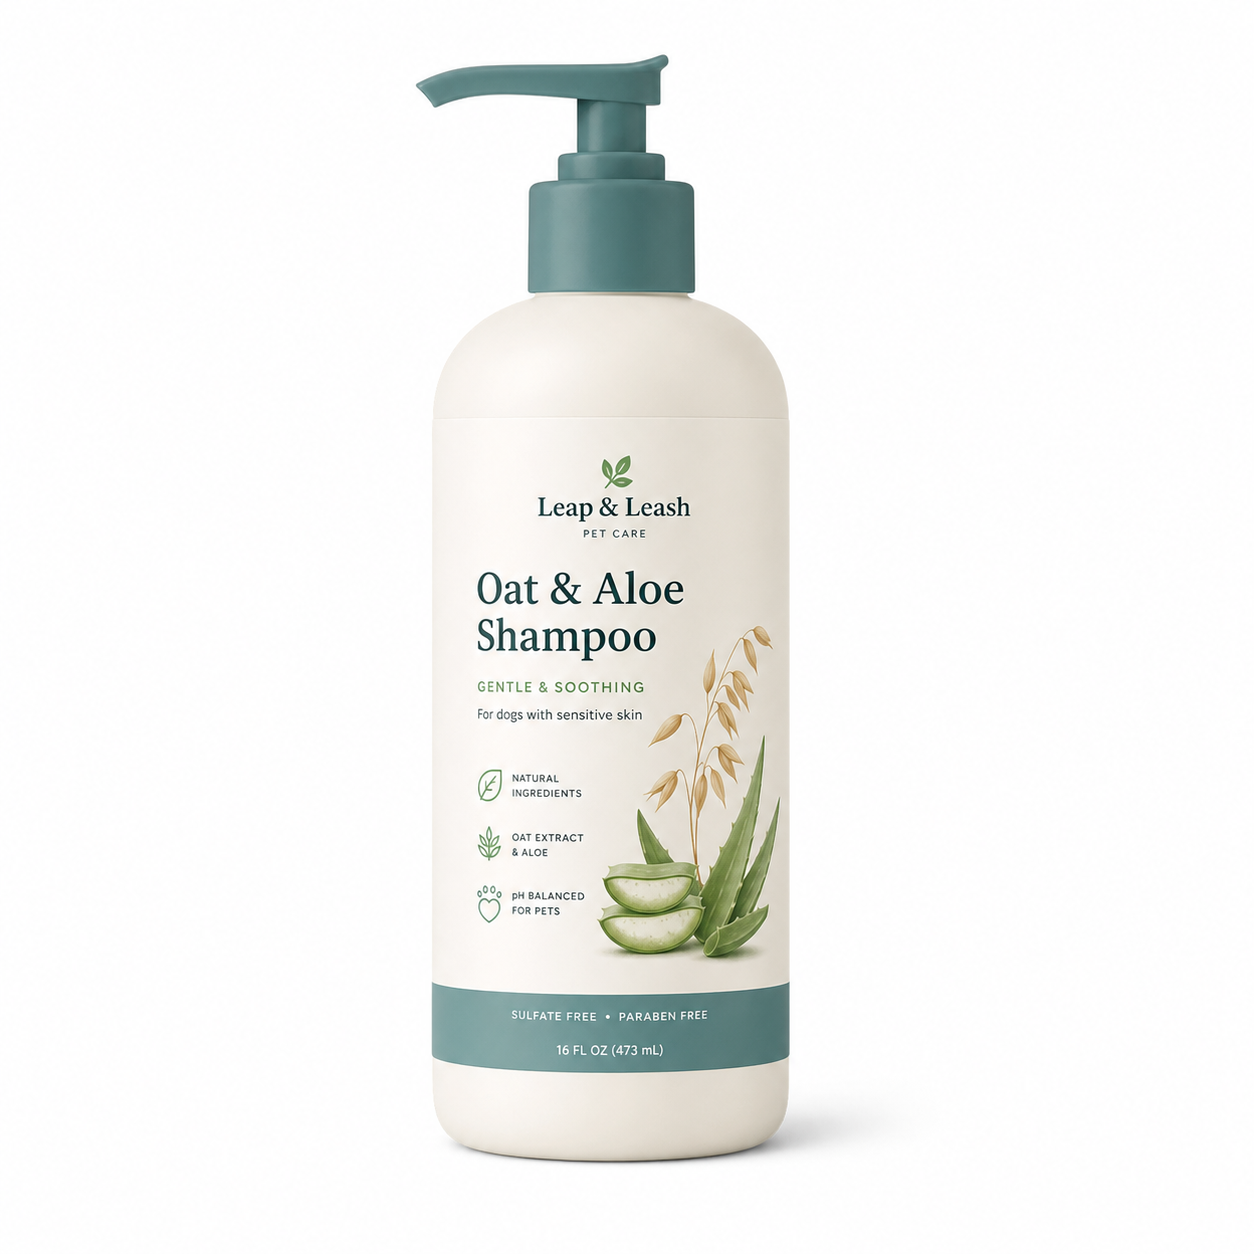 Leap & Leash
PET CARE
Oat & Aloe
Shampoo
GENTLE & SOOTHING
For dogs with sensitive skin
NATURAL
INGREDIENTS
OAT EXTRACT
& ALOE
pH BALANCED
FOR PETS
SULFATE FREE • PARABEN FREE
16 FL OZ (473 mL)